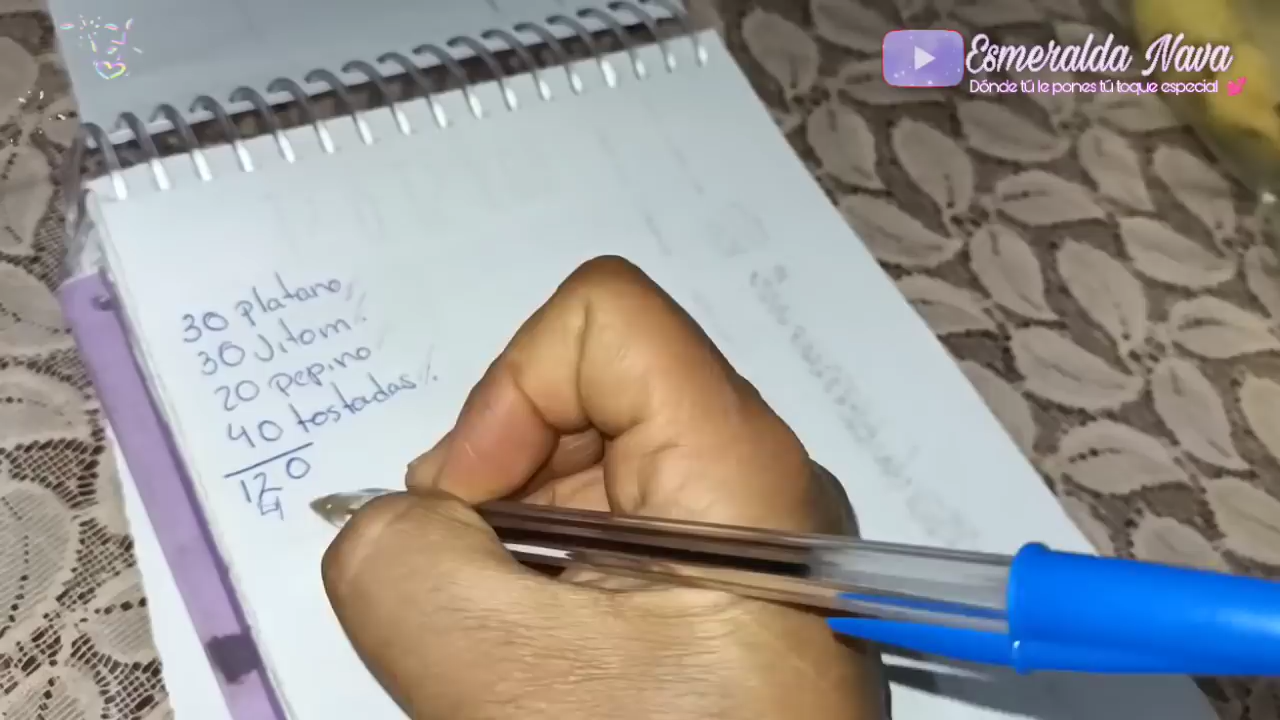 Esmeralda Nava
Dónde tú le pones tú toque especial
30 platano
30 Jitom
20 pepino
40 tostadas
120
4